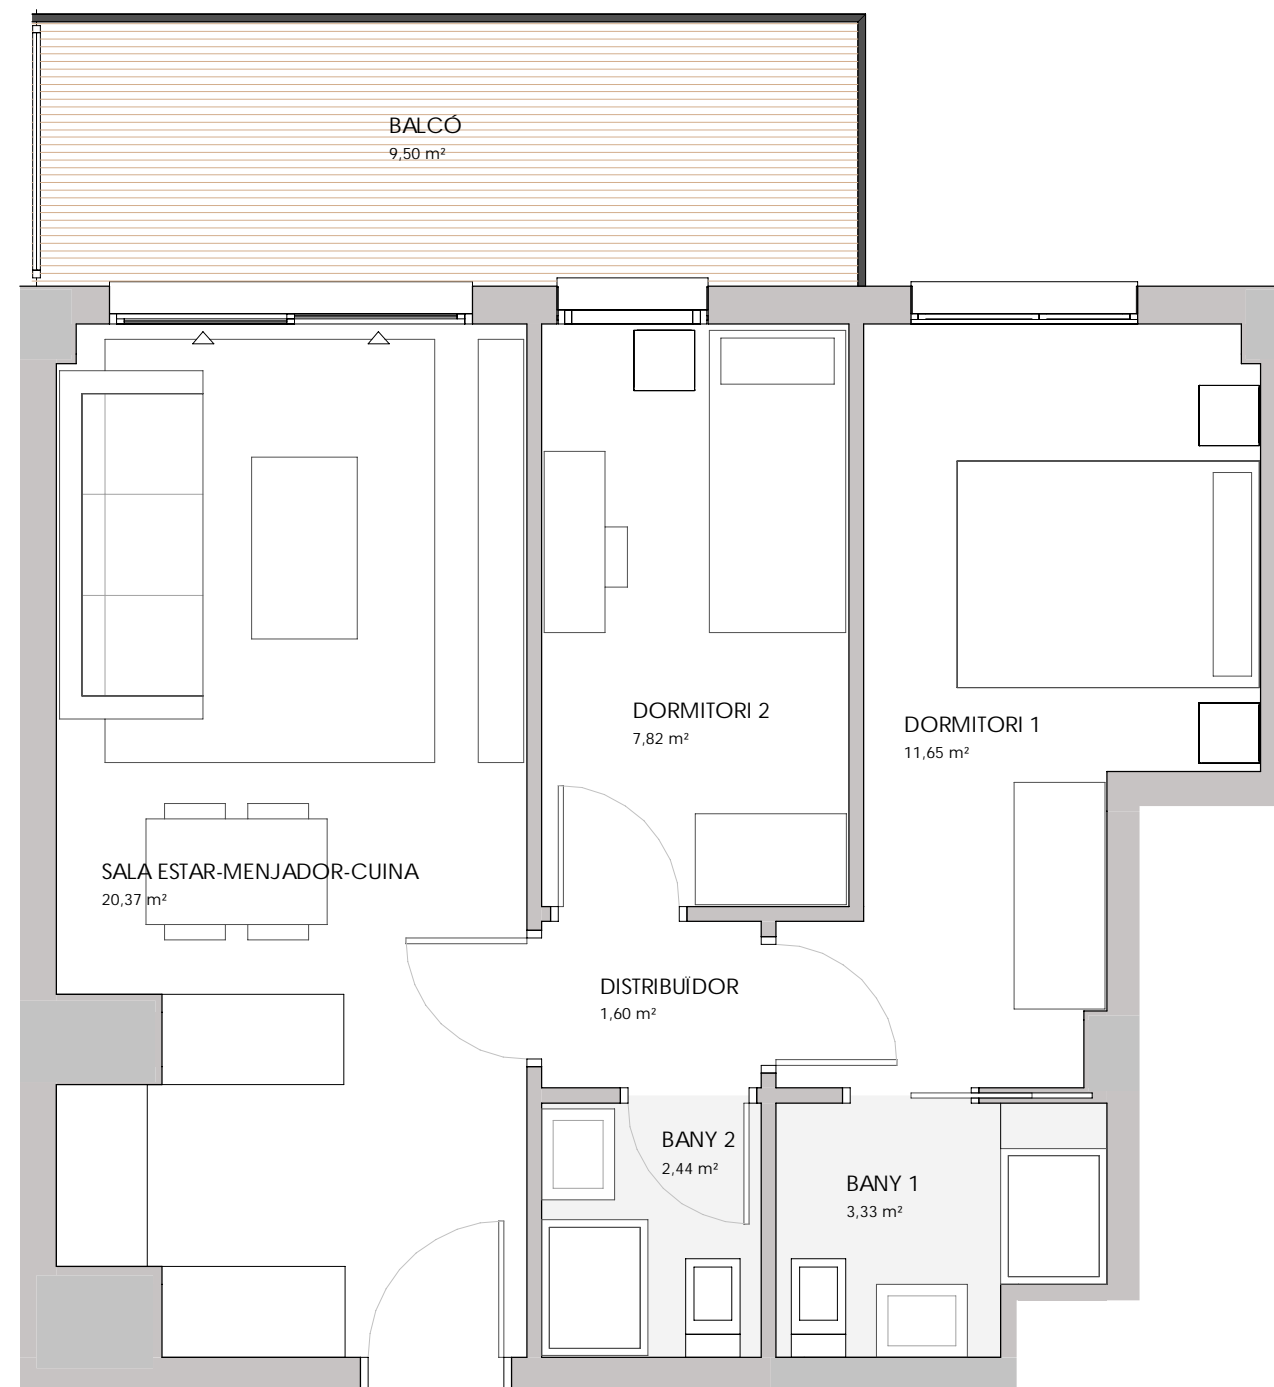 BALCÓ
9,50 m²
DORMITORI 2
7,82 m²
DORMITORI 1
11,65 m²
SALA ESTAR-MENJADOR-CUINA
20,37 m²
DISTRIBUÏDOR
1,60 m²
BANY 2
2,44 m²
BANY 1
3,33 m²